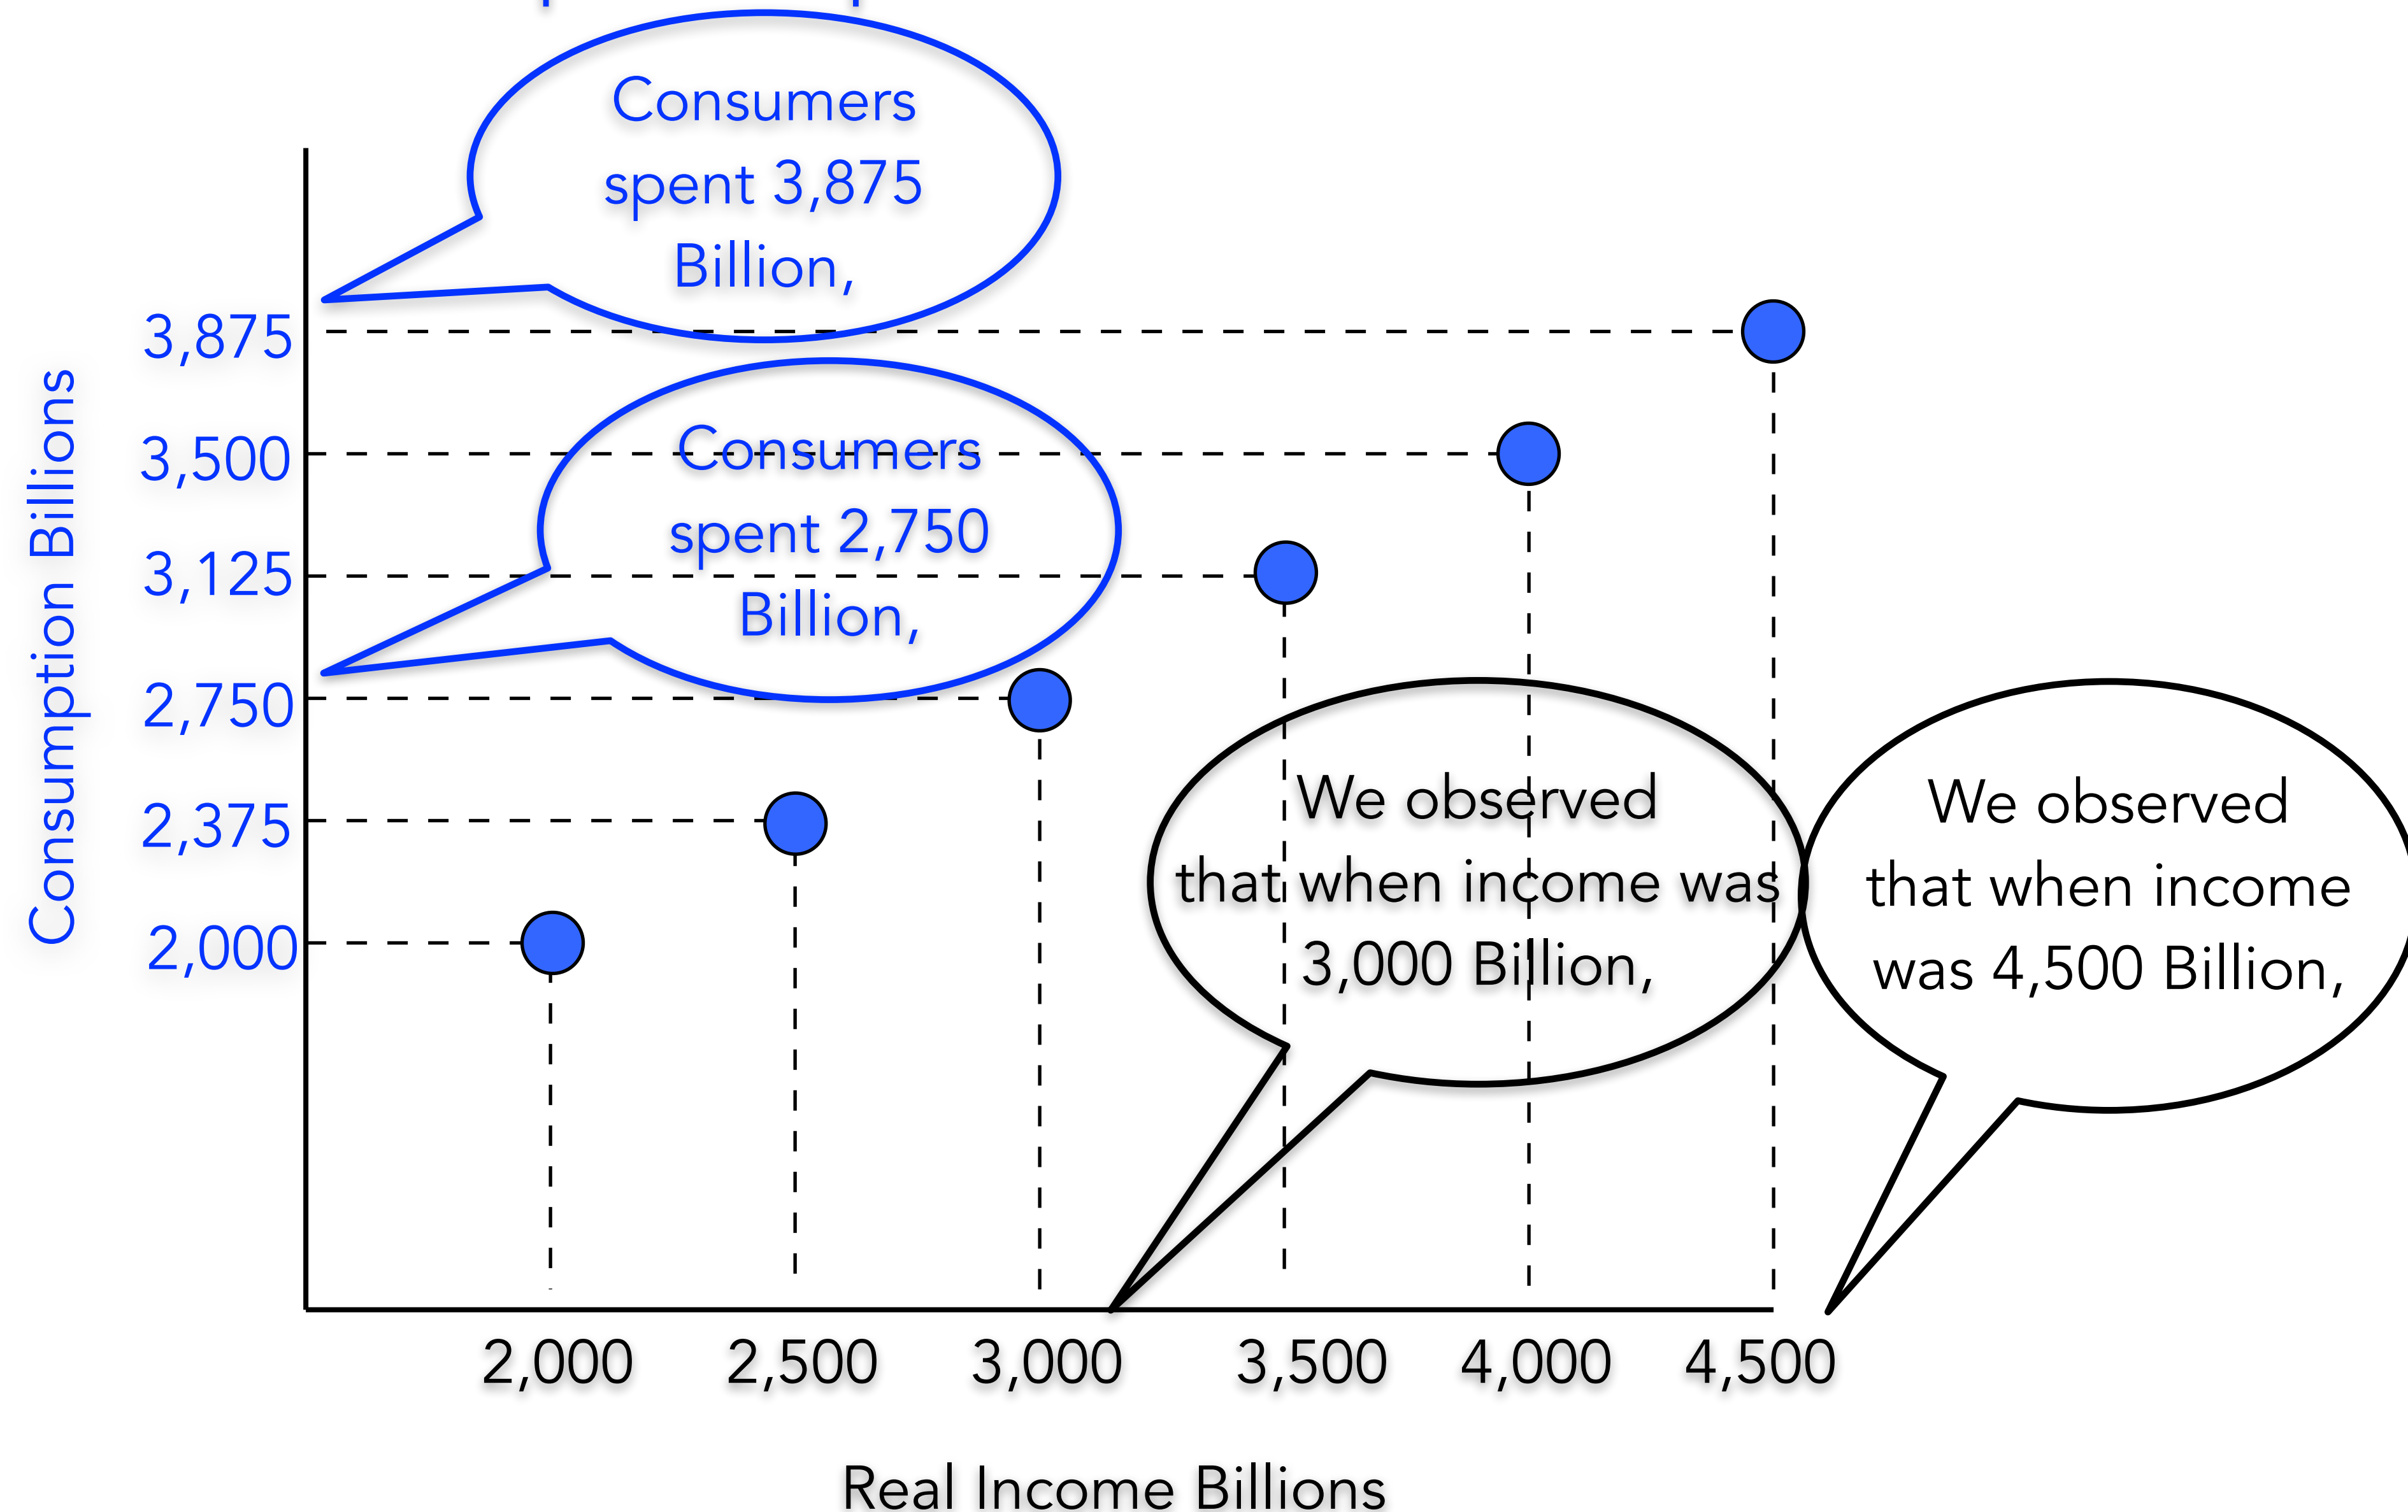 Consumers
spent 3,875
Billion,
3,875
Consumers
3,500
spent 2,750
3,125
Billion,
2,750
2,375
2,000
Consumption Billions
We observed
that when income was
3,000 Billion,
We observed
that when income
was 4,500 Billion,
2,000 2,500 3,000 3,500 4,000 4,500
Real Income Billions